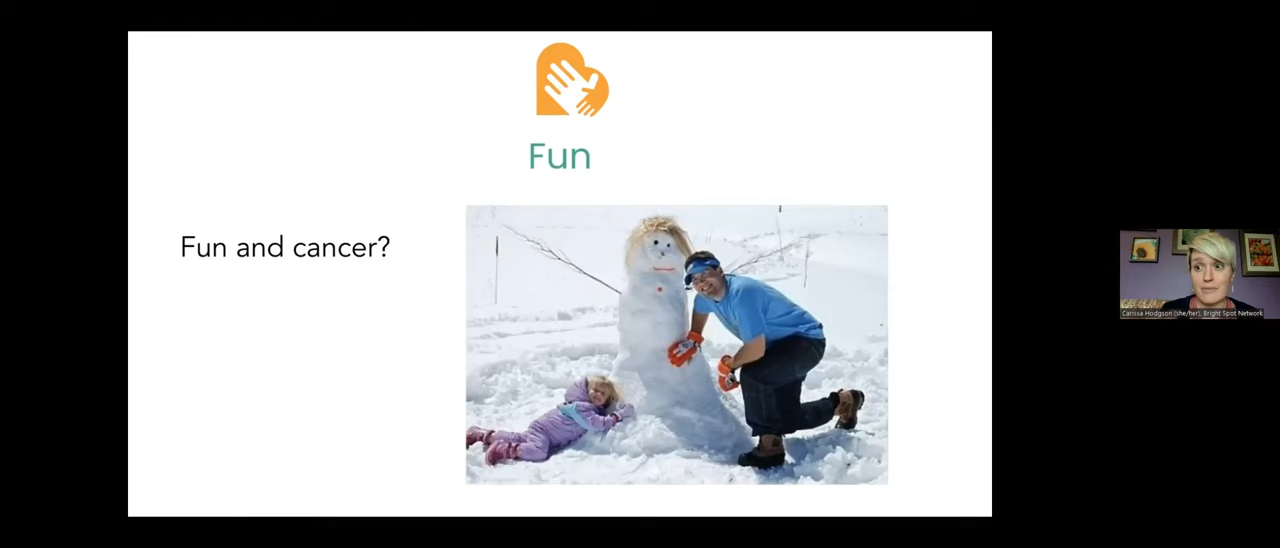 Fun
Fun and cancer?
Carissa Hodgson (she/her), Bright Spot Network